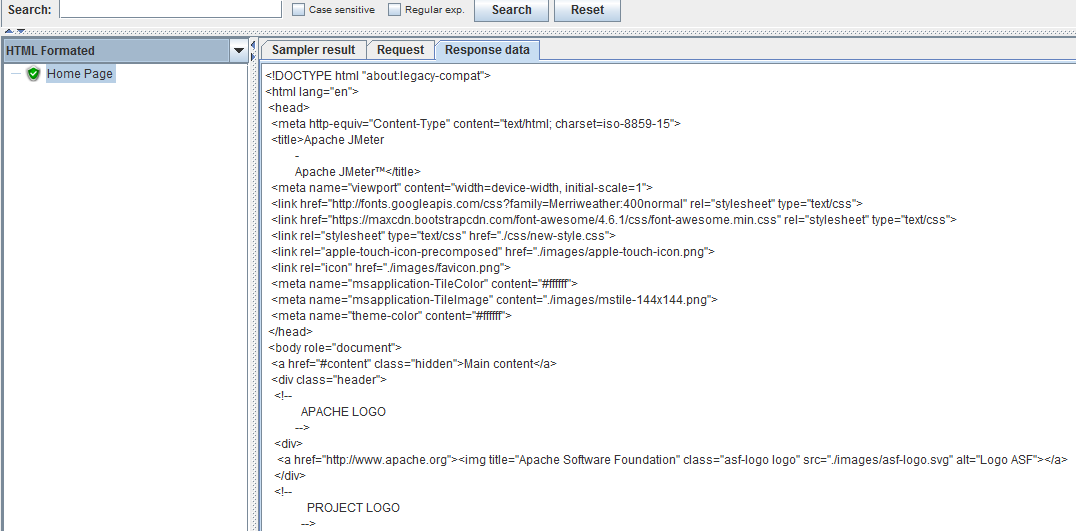 Search: Case sensitive Regular exp. Search Reset
HTML Formated
Home Page
Sampler result Request Response data
<!DOCTYPE html "about:legacy-compat">
<html lang="en">
<head>
<meta http-equiv="Content-Type" content="text/html; charset=iso-8859-15">
<title>Apache JMeter
-
Apache JMeter™</title>
<meta name="viewport" content="width=device-width, initial-scale=1">
<link href="http://fonts.googleapis.com/css?family=Merriweather:400normal" rel="stylesheet" type="text/css">
<link href="https://maxcdn.bootstrapcdn.com/font-awesome/4.6.1/css/font-awesome.min.css" rel="stylesheet" type="text/css">
<link rel="stylesheet" type="text/css" href="./css/new-style.css">
<link rel="apple-touch-icon-precomposed" href="./images/apple-touch-icon.png">
<link rel="icon" href="./images/favicon.png">
<meta name="msapplication-TileColor" content="#ffffff">
<meta name="msapplication-TileImage" content="./images/mstile-144x144.png">
<meta name="theme-color" content="#ffffff">
</head>
<body role="document">
<a href="#content" class="hidden">Main content</a>
<div class="header">
<!--
APACHE LOGO
-->
<div>
<a href="http://www.apache.org"><img title="Apache Software Foundation" class="asf-logo logo" src="./images/asf-logo.svg" alt="Logo ASF"></a>
</div>
<!--
PROJECT LOGO
-->